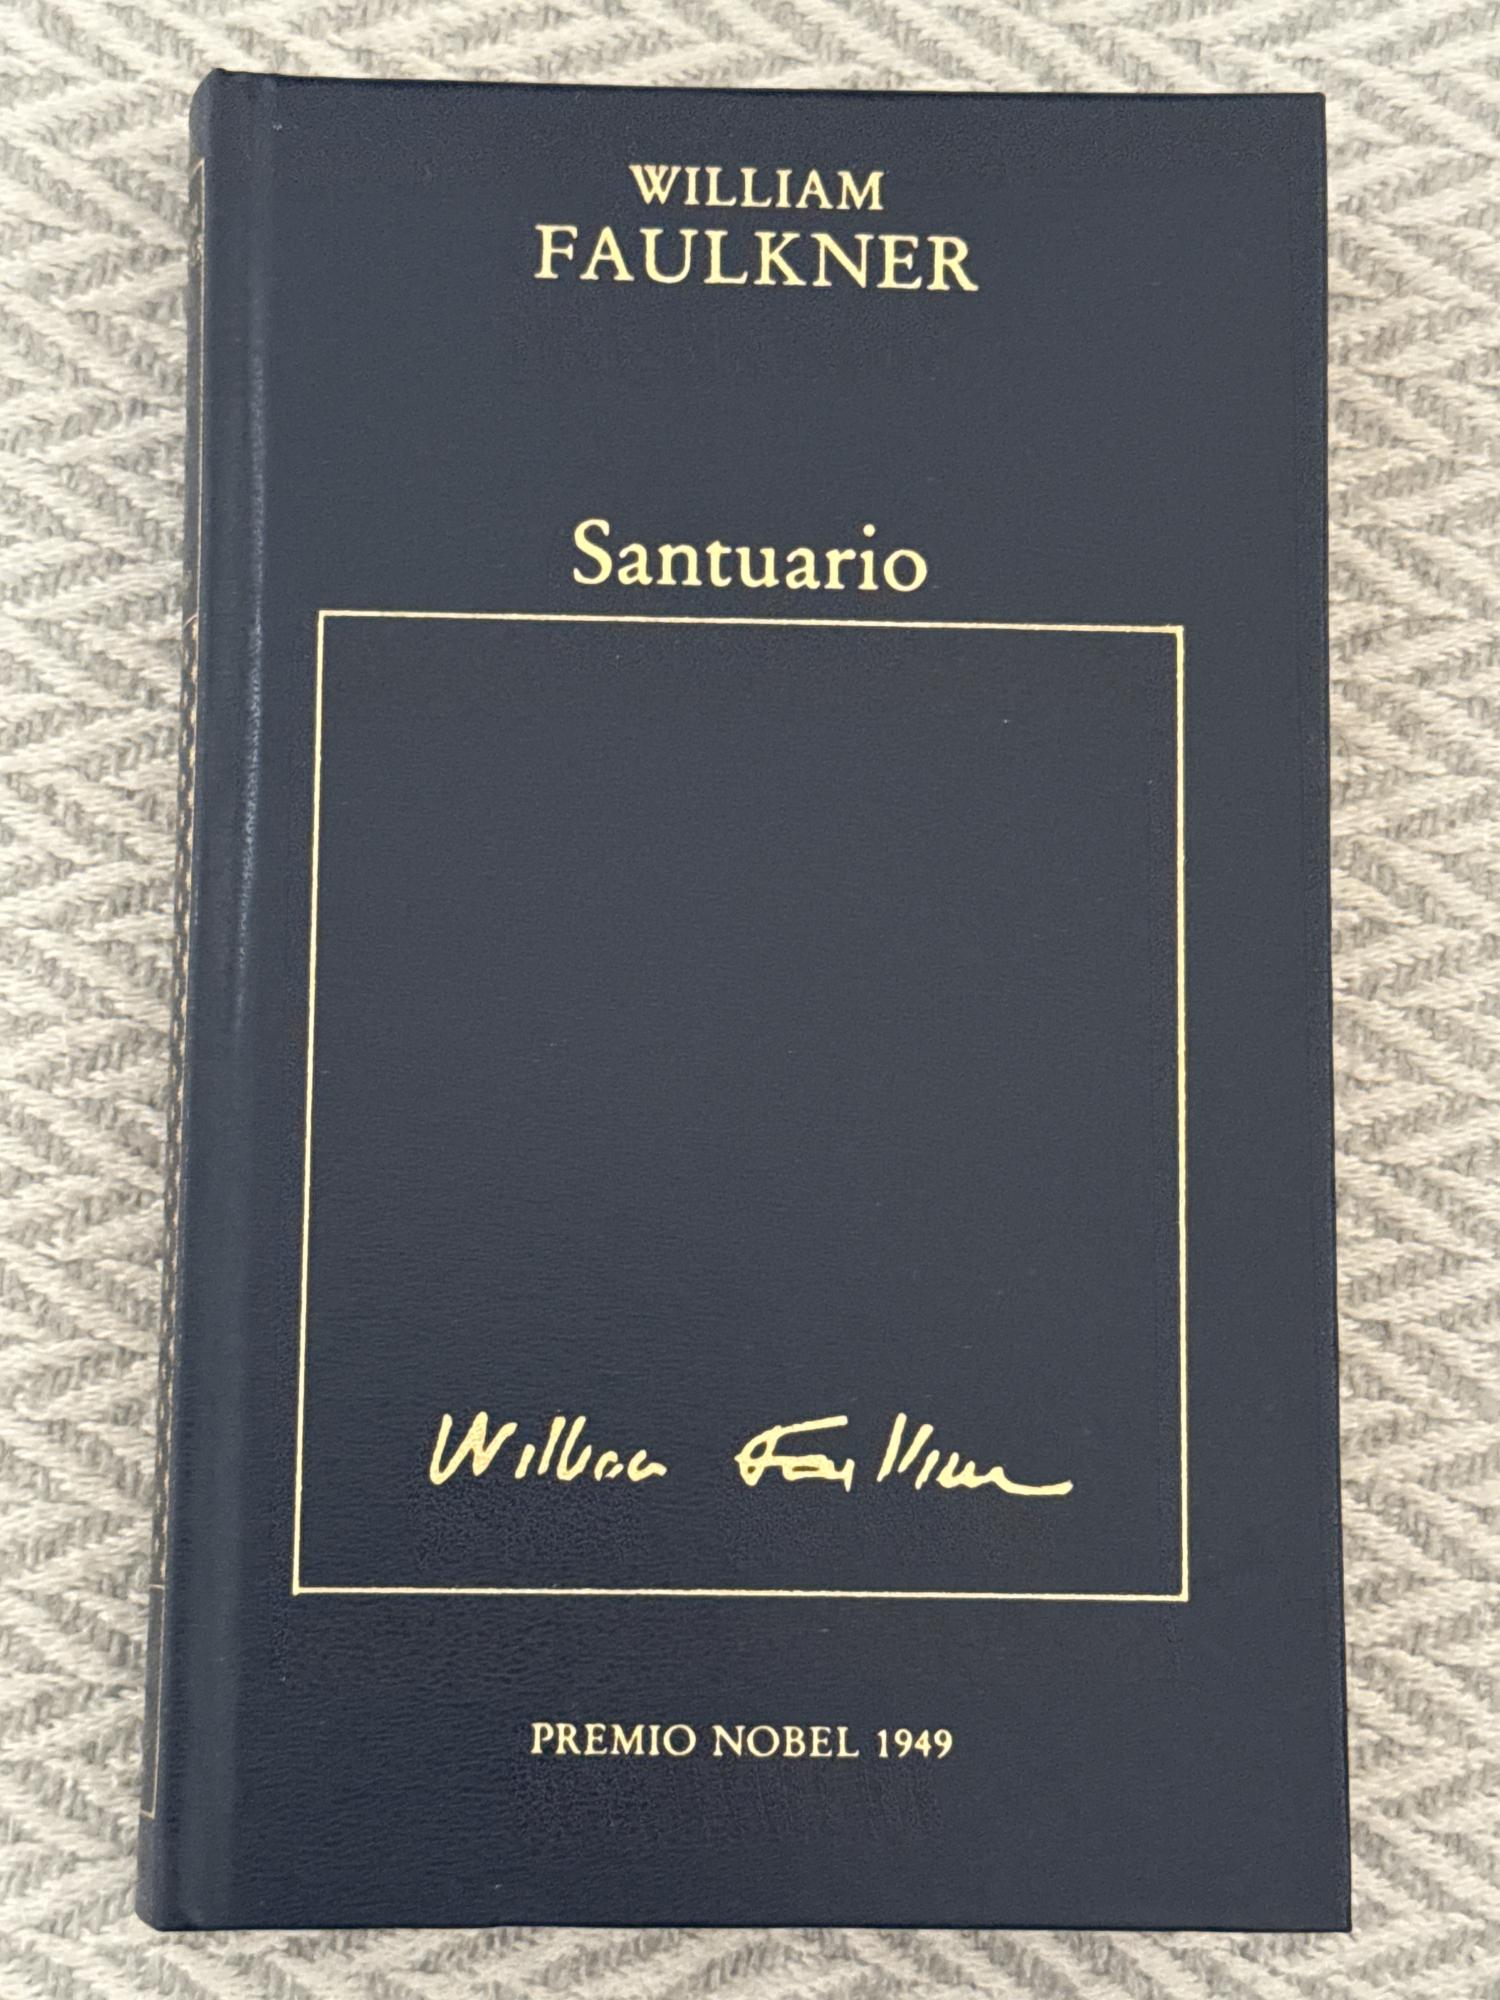 WILLIAM
FAULKNER
Santuario
William Faulkner
PREMIO NOBEL 1949